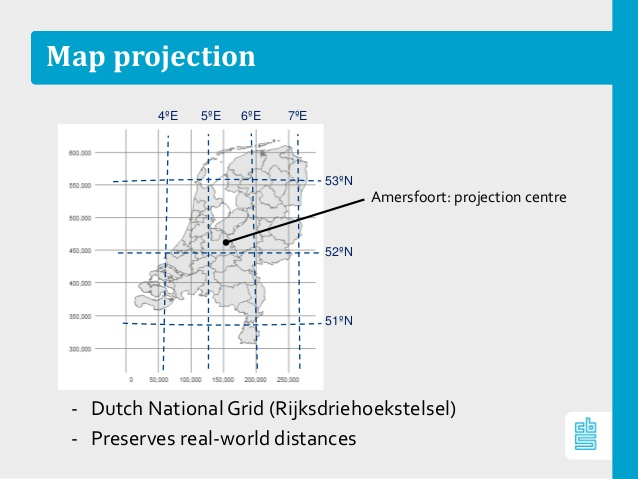 Map projection
4ºE 5ºE 6ºE 7ºE
600,000
53ºN
550,000
Amersfoort: projection centre
500,000
52ºN
450,000
400,000
350,000
51ºN
300,000
0 50,000 100,000 150,000 200,000 250,000
- Dutch National Grid (Rijksdriehoekstelsel)
- Preserves real-world distances
cbs